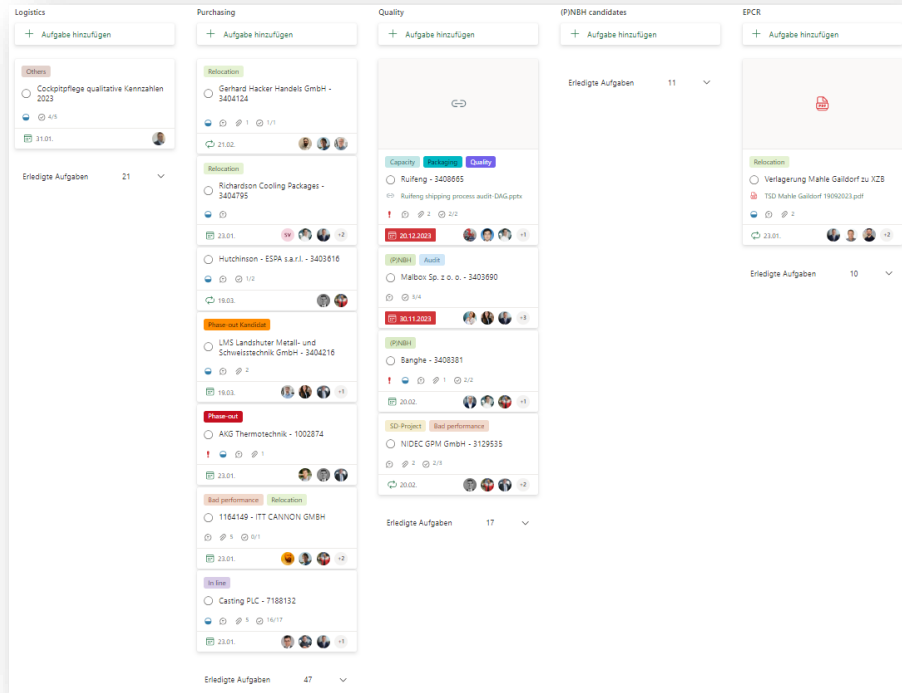 Logistics
Aufgabe hinzufügen
Others
Cockpitpflege qualitative Kennzahlen
2023
4/5
31.01.
Erledigte Aufgaben 21
Purchasing
Aufgabe hinzufügen
Relocation
Gerhard Hacker Handels GmbH -
3404124
1 1/1
21.02.
Relocation
Richardson Cooling Packages -
3404795
23.01. SV +2
Hutchinson - ESPA s.a.r.l. - 3403616
1/2
19.03.
Phase-out Kandidat
LMS Landshuter Metall- und
Schweisstechnik GmbH - 3404216
2
19.03. +1
Phase-out
AKG Thermotechnik - 1002874
1
23.01.
Bad performance Relocation
1164149 - ITT CANNON GMBH
5 0/1
23.01. +2
In line
Casting PLC - 7188132
5 16/17
23.01. +1
Erledigte Aufgaben 47
Quality
Aufgabe hinzufügen
Capacity Packaging Quality
Ruifeng - 3408665
Ruifeng shipping process audit-DAG.pptx
2 2/2
20.12.2023 +1
(P)NBH Audit
Malbox Sp. z o. o. - 3403690
3/4
30.11.2023 +3
(P)NBH
Banghe - 3408381
1 2/2
20.02. +1
SD-Project Bad performance
NIDEC GPM GmbH - 3129535
2 2/5
20.02. +2
Erledigte Aufgaben 17
(P)NBH candidates
Aufgabe hinzufügen
Erledigte Aufgaben 11
EPCR
Aufgabe hinzufügen
Relocation
Verlagerung Mahle Gaildorf zu XZB
TSD Mahle Gaildorf 19092023.pdf
2
23.01. +2
Erledigte Aufgaben 10